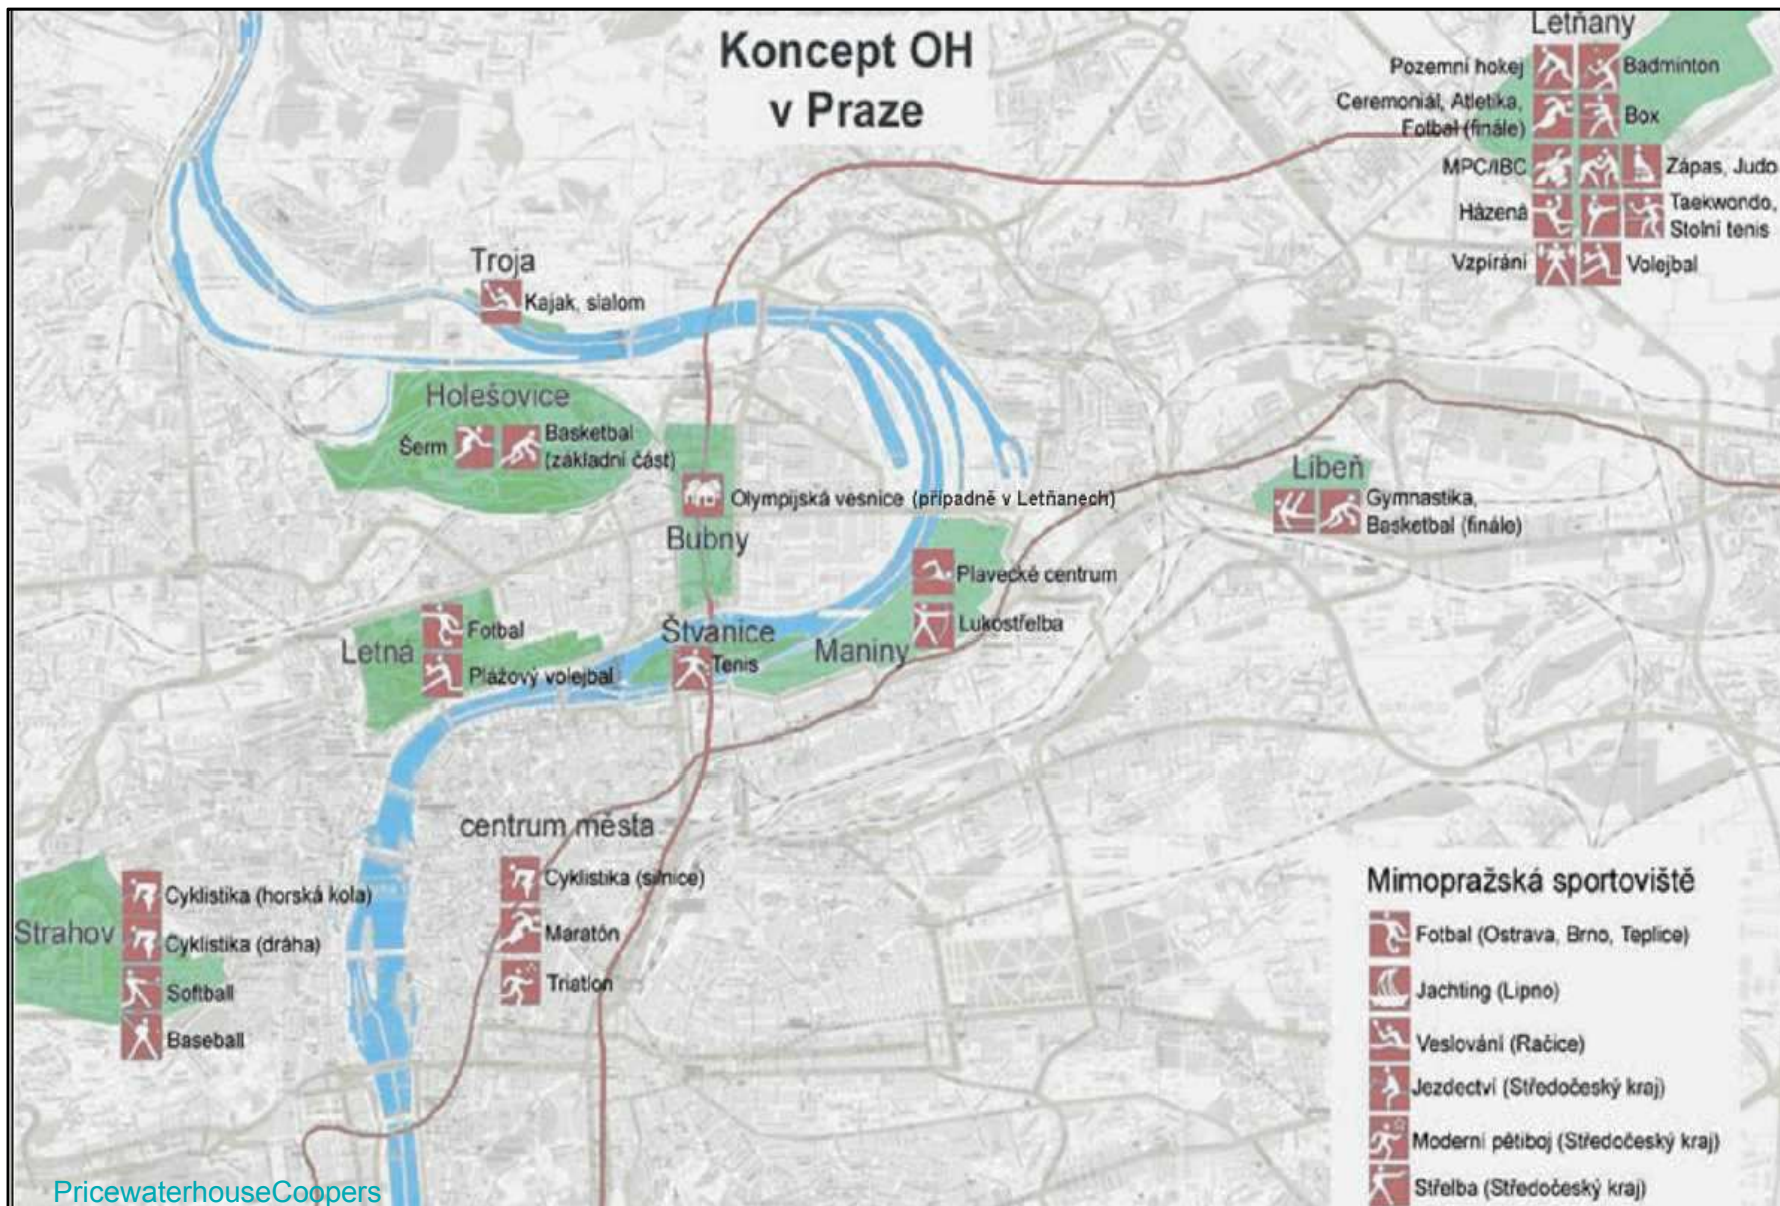 Koncept OH
v Praze
Letňany
Pozemní hokej
Badminton
Ceremoniál, Atletika,
Fotbal (finále)
Box
MPC/IBC
Zápas, Judo
Házená
Taekwondo,
Stolní tenis
Vzpírání
Volejbal
Troja
Kajak, slalom
Holešovice
Šerm
Basketbal
(základní část)
Olympijská vesnice (případně v Letňanech)
Bubny
Libeň
Gymnastika,
Basketbal (finále)
Plavecké centrum
Lukostřelba
Maniny
Štvanice
Tenis
Letná
Fotbal
Plážový volejbal
centrum města
Cyklistika (silnice)
Maratón
Triatlon
Strahov
Cyklistika (horská kola)
Cyklistika (dráha)
Softball
Baseball
Mimopražská sportoviště
Fotbal (Ostrava, Brno, Teplice)
Jachting (Lipno)
Veslování (Račice)
Jezdectví (Středočeský kraj)
Moderní pětiboj (Středočeský kraj)
Střelba (Středočeský kraj)
PricewaterhouseCoopers